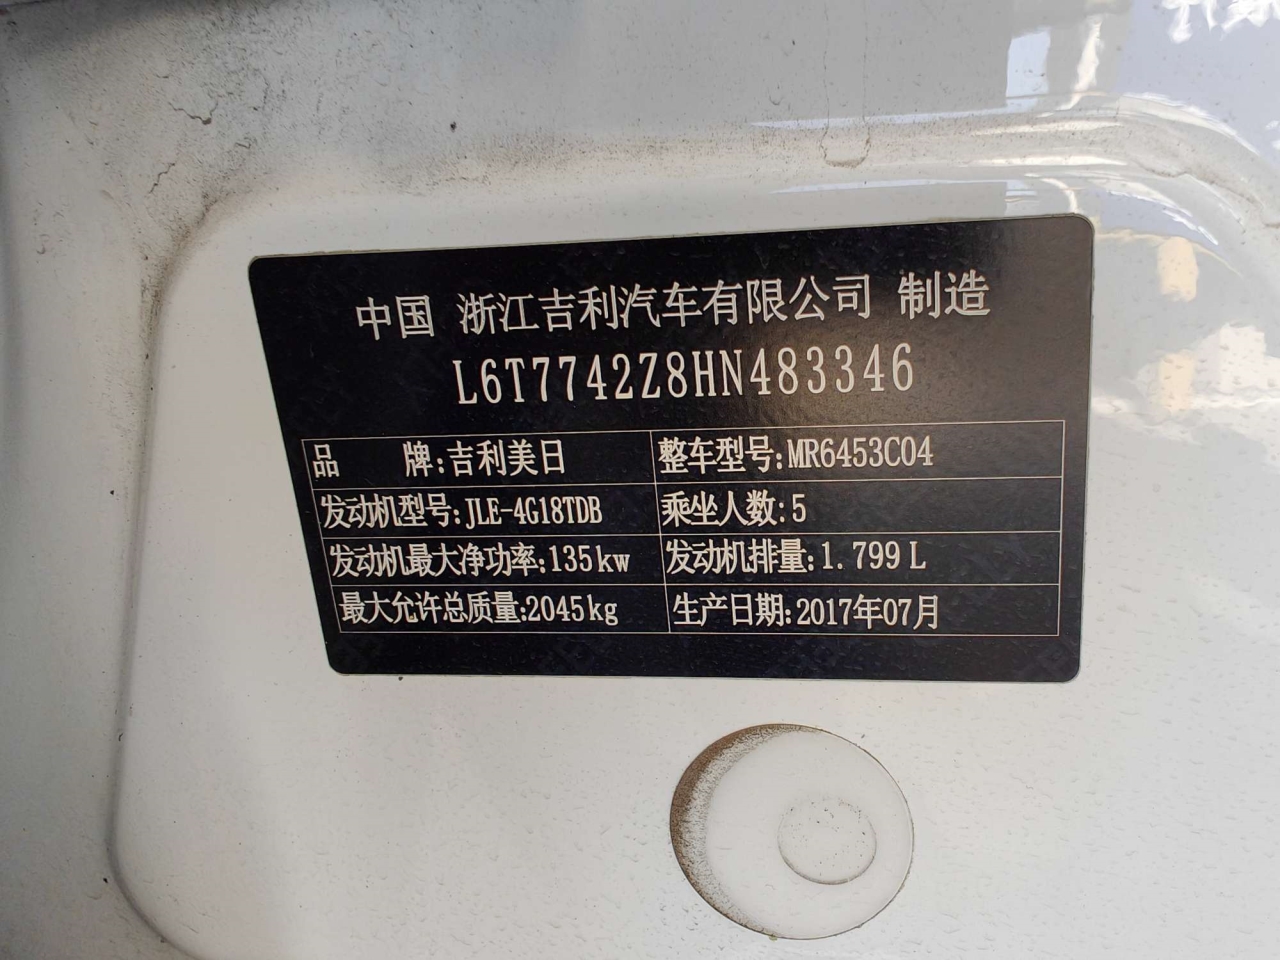 中国 浙江吉利汽车有限公司 制造
L6T7742Z8HN483346
品 牌:吉利美日 整车型号:MR6453C04
发动机型号:JLE-4G18TDB 乘坐人数:5
发动机最大净功率:135kw 发动机排量:1.799L
最大允许总质量:2045kg 生产日期:2017年07月